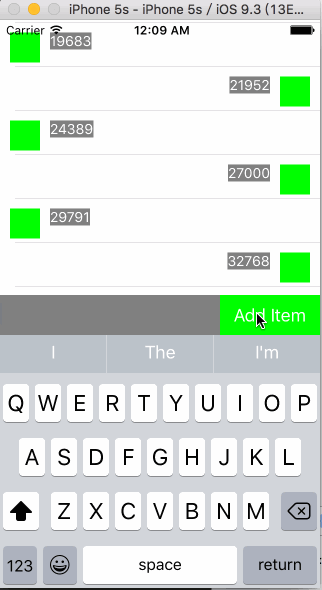 iPhone 5s - iPhone 5s / iOS 9.3 (13E...
Carrier 12:09 AM
19683
21952
24389
27000
29791
32768
Add Item
I The I'm
Q W E R T Y U I O P
A S D F G H J K L
Z X C V B N M
123 space return